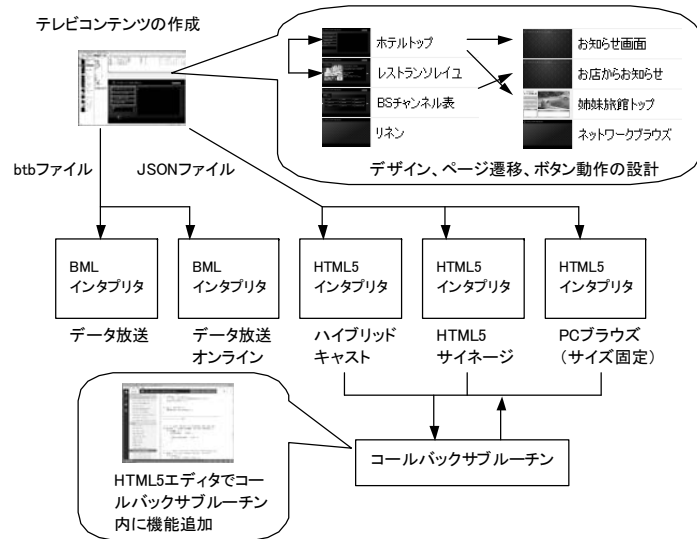 テレビコンテンツの作成
ホテルトップ
レストランソレイユ
BSチャンネル表
リネン
お知らせ画面
お店からお知らせ
姉妹旅館トップ
ネットワークブラウズ
デザイン、ページ遷移、ボタン動作の設計
btbファイル
JSONファイル
BML
インタプリタ
BML
インタプリタ
HTML5
インタプリタ
HTML5
インタプリタ
HTML5
インタプリタ
データ放送
データ放送
オンライン
ハイブリッド
キャスト
HTML5
サイネージ
PCブラウズ
（サイズ固定）
コールバックサブルーチン
HTML5エディタでコー
ルバックサブルーチン
内に機能追加